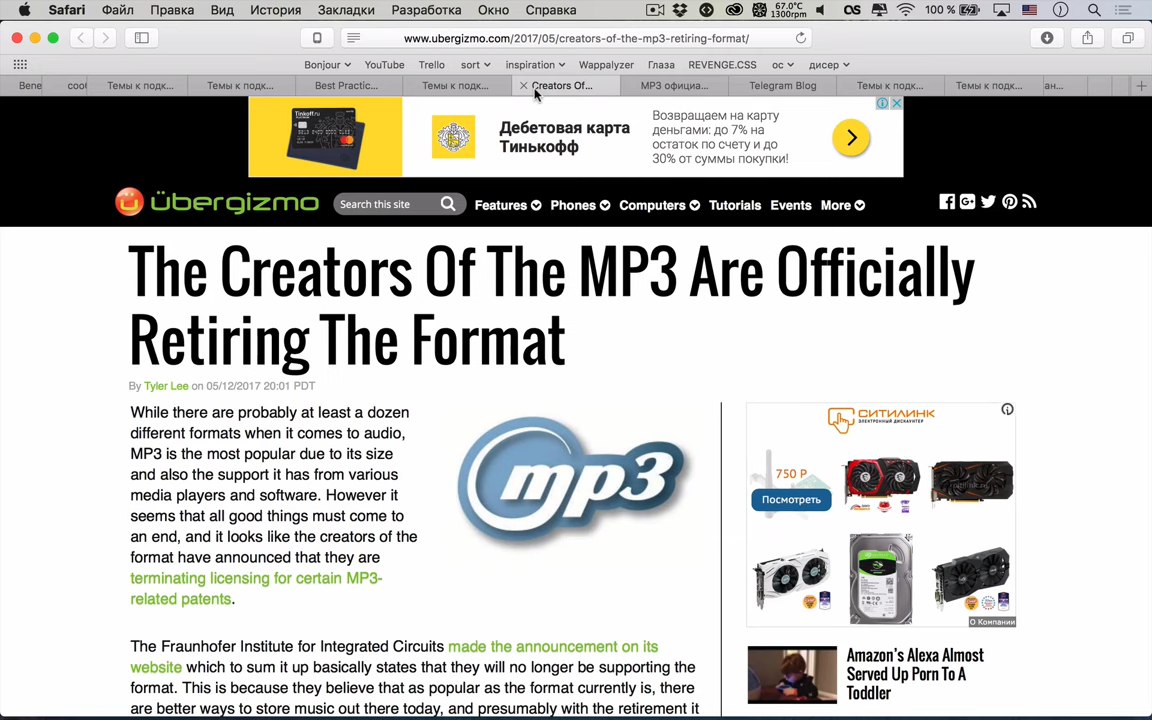 Safari Файл Правка Вид История Закладки Разработка Окно Справка 67.0°C 1300rpm 100 %
www.ubergizmo.com/2017/05/creators-of-the-mp3-retiring-format/
Bonjour YouTube Trello sort inspiration Wappalyzer Глаза REVENGE.CSS ос дисер
Bene coo Темы к подк... Темы к подк... Best Practic... Темы к подк... Creators Of... MP3 официа... Telegram Blog Темы к подк... Темы к подк... ан...
Tinkoff.ru
Дебетовая карта
Тинькофф
Возвращаем на карту
деньгами: до 7% на
остаток по счету и до
30% от суммы покупки!
übergizmo Search this site Features Phones Computers Tutorials Events More
The Creators Of The MP3 Are Officially
Retiring The Format
By Tyler Lee on 05/12/2017 20:01 PDT
While there are probably at least a dozen
different formats when it comes to audio,
MP3 is the most popular due to its size
and also the support it has from various
media players and software. However it
seems that all good things must come to
an end, and it looks like the creators of the
format have announced that they are
terminating licensing for certain MP3-
related patents.
mp3
The Fraunhofer Institute for Integrated Circuits made the announcement on its
website which to sum it up basically states that they will no longer be supporting the
format. This is because they believe that as popular as the format currently is, there
are better ways to store music out there today, and presumably with the retirement it
СИТИЛИНК
ЭЛЕКТРОННЫЙ ДИСКАУНТЕР
750 Р
Посмотреть
О Компании
Amazon's Alexa Almost
Served Up Porn To A
Toddler